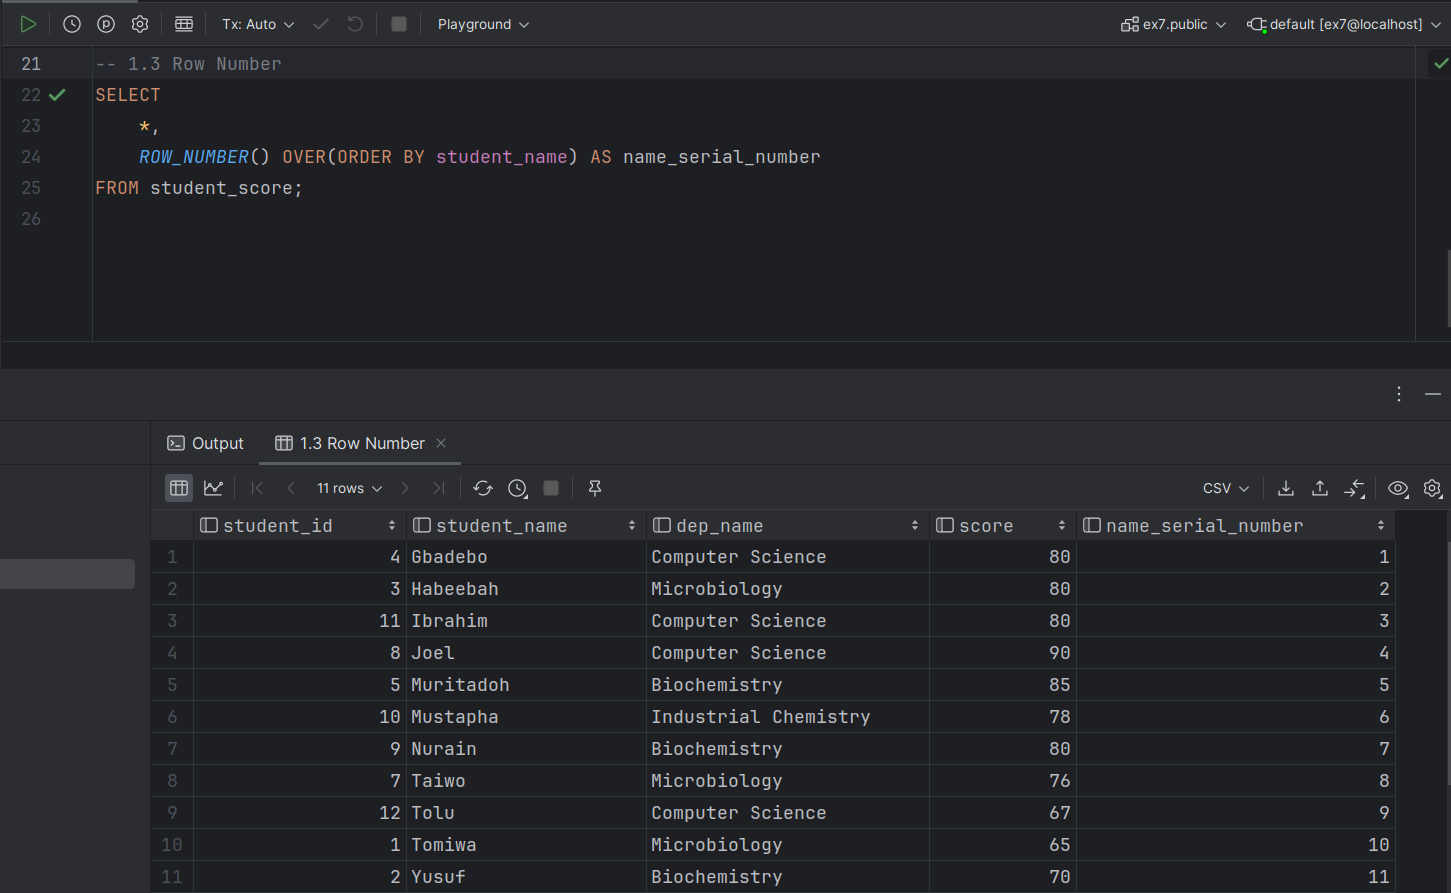 Tx: Auto Playground ex7.public default [ex7@localhost]
21 -- 1.3 Row Number
22 SELECT
23 *,
24 ROW_NUMBER() OVER(ORDER BY student_name) AS name_serial_number
25 FROM student_score;
26
Output 1.3 Row Number
11 rows CSV
student_id student_name dep_name score name_serial_number
1 4 Gbadebo Computer Science 80 1
2 3 Habeebah Microbiology 80 2
3 11 Ibrahim Computer Science 80 3
4 8 Joel Computer Science 90 4
5 5 Muritadoh Biochemistry 85 5
6 10 Mustapha Industrial Chemistry 78 6
7 9 Nurain Biochemistry 80 7
8 7 Taiwo Microbiology 76 8
9 12 Tolu Computer Science 67 9
10 1 Tomiwa Microbiology 65 10
11 2 Yusuf Biochemistry 70 11